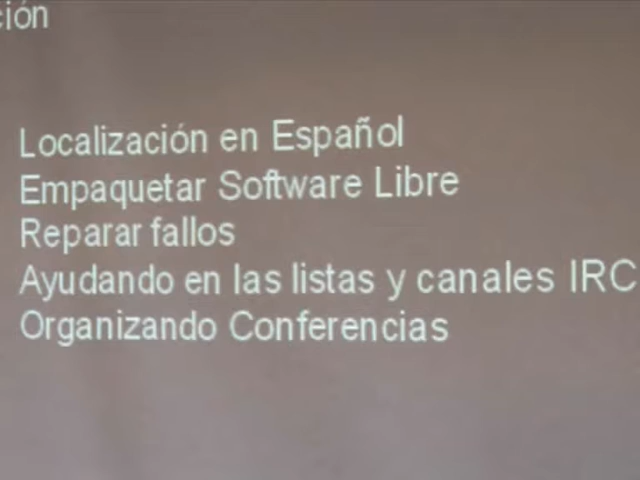 ción
Localización en Español
Empaquetar Software Libre
Reparar fallos
Ayudando en las listas y canales IRC
Organizando Conferencias